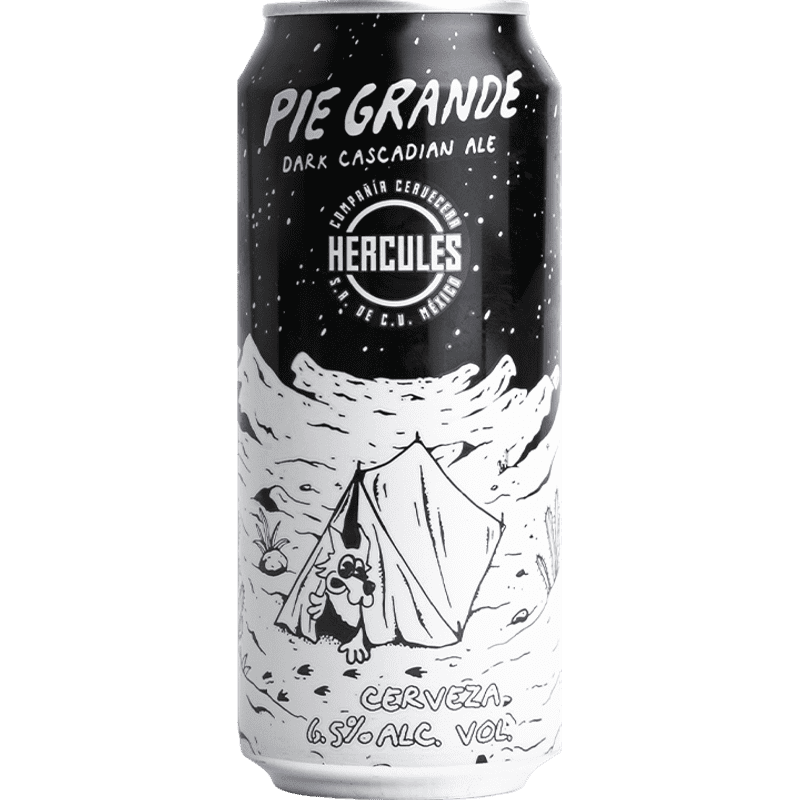 PIE GRANDE
DARK CASCADIAN ALE
COMPAÑÍA CERVECERA
HERCULES
S.A. DE C.V. MÉXICO
CERVEZA
6.5% ALC. VOL.